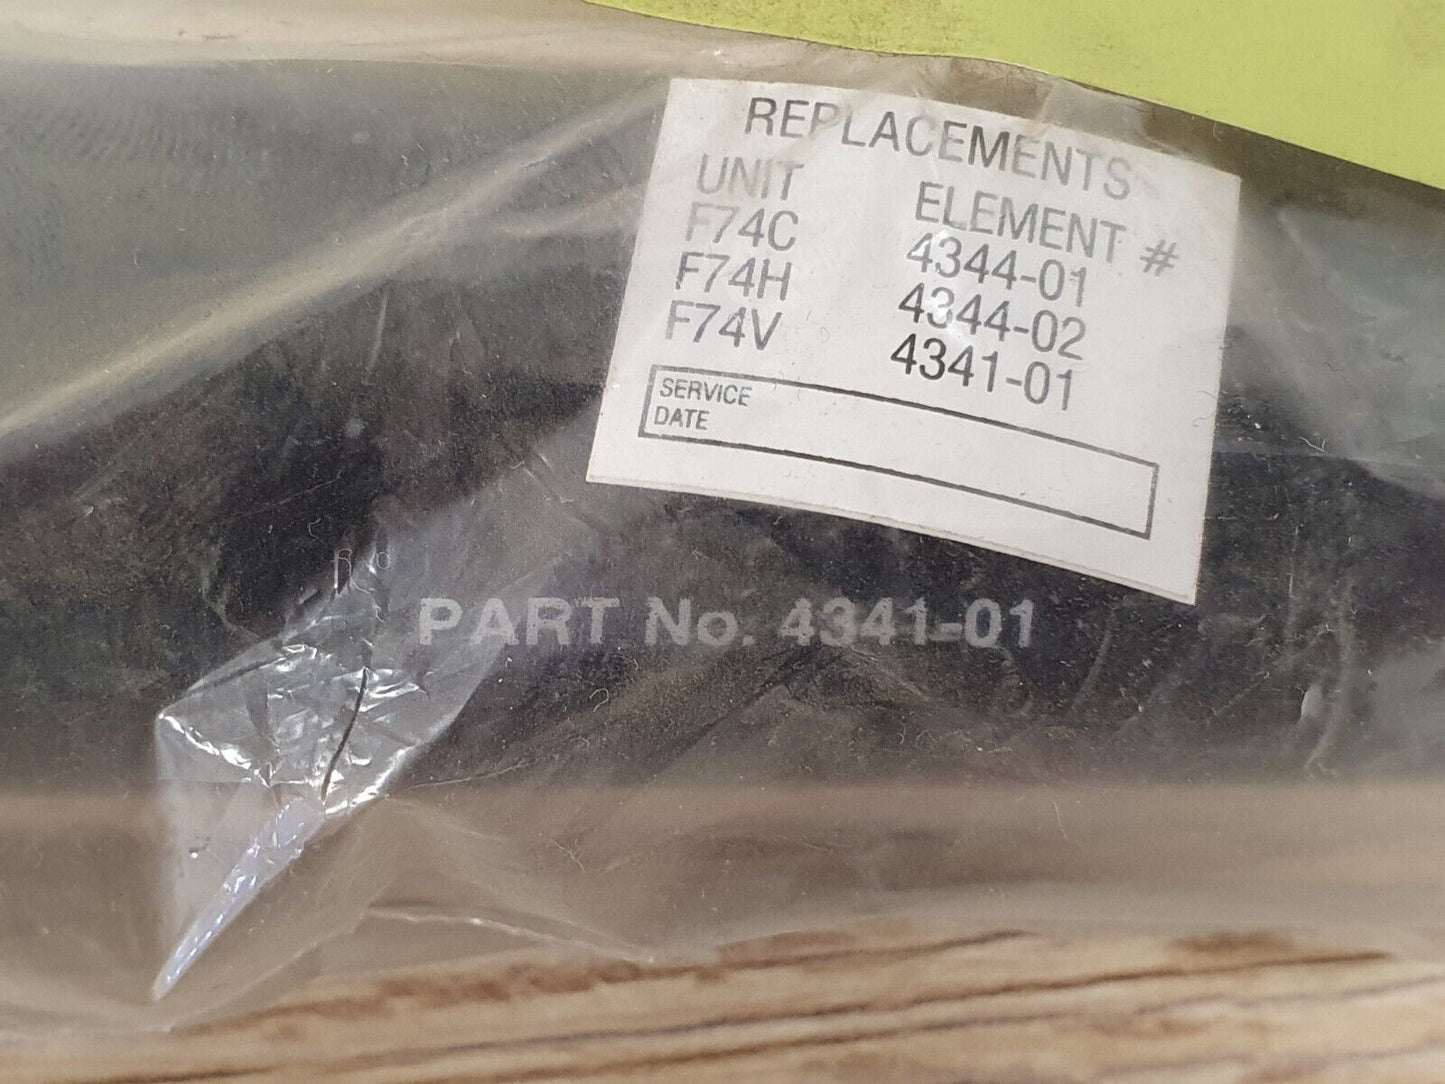 REPLACEMENTS
UNIT ELEMENT #
F74C 4344-01
F74H 4344-02
F74V 4341-01
SERVICE
DATE
PART No. 4341-01